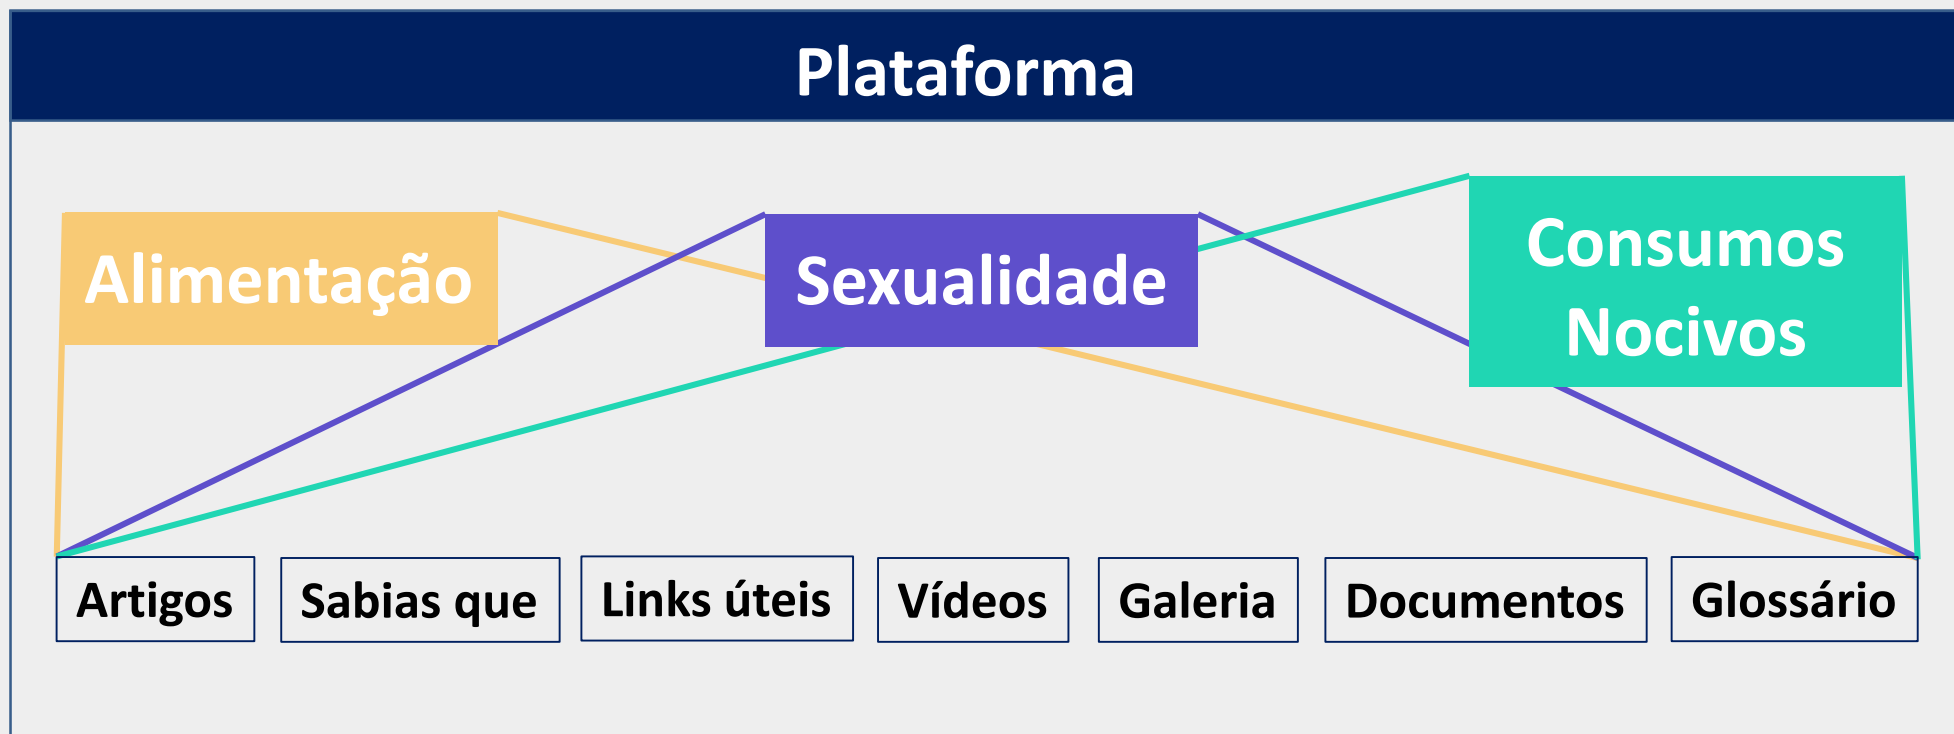 Plataforma
Alimentação
Sexualidade
Consumos
Nocivos
Artigos
Sabias que
Links úteis
Vídeos
Galeria
Documentos
Glossário